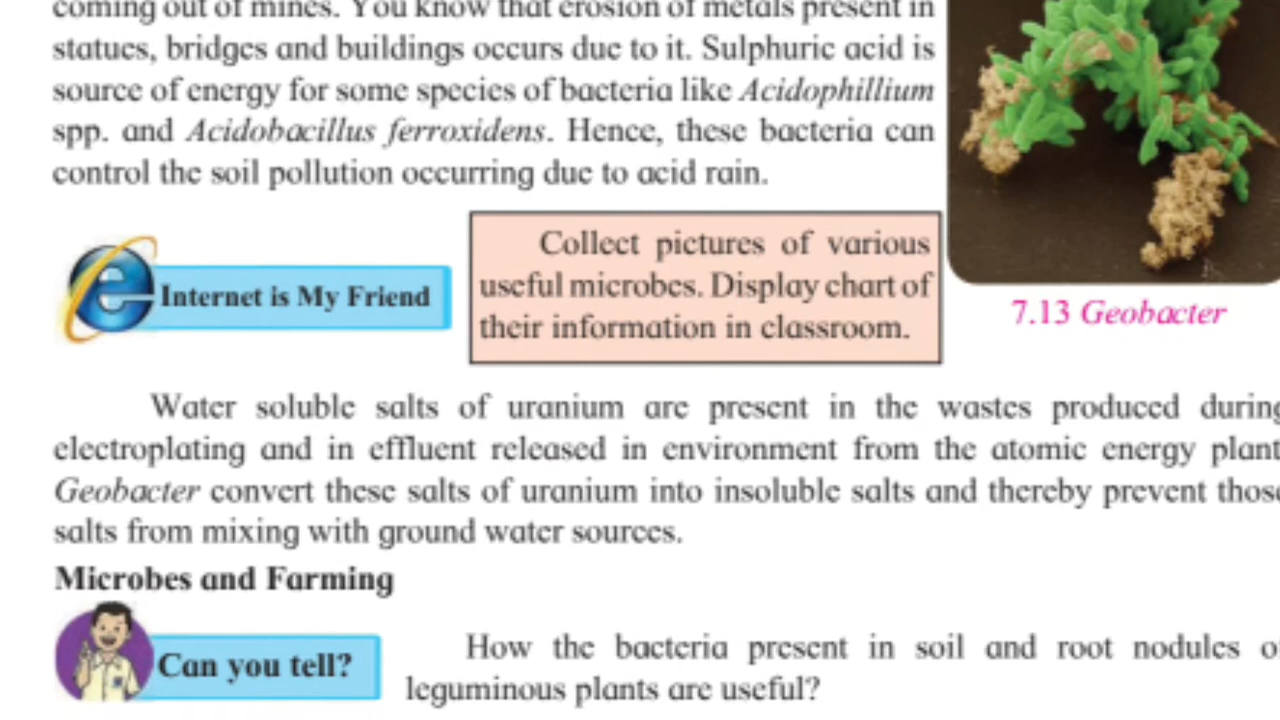 coming out of mines. You know that erosion of metals present in
statues, bridges and buildings occurs due to it. Sulphuric acid is
source of energy for some species of bacteria like Acidophillium
spp. and Acidobacillus ferroxidens. Hence, these bacteria can
control the soil pollution occurring due to acid rain.
Internet is My Friend
Collect pictures of various
useful microbes. Display chart of
their information in classroom.
7.13 Geobacter
Water soluble salts of uranium are present in the wastes produced during
electroplating and in effluent released in environment from the atomic energy plant
Geobacter convert these salts of uranium into insoluble salts and thereby prevent those
salts from mixing with ground water sources.
Microbes and Farming
Can you tell?
How the bacteria present in soil and root nodules of
leguminous plants are useful?